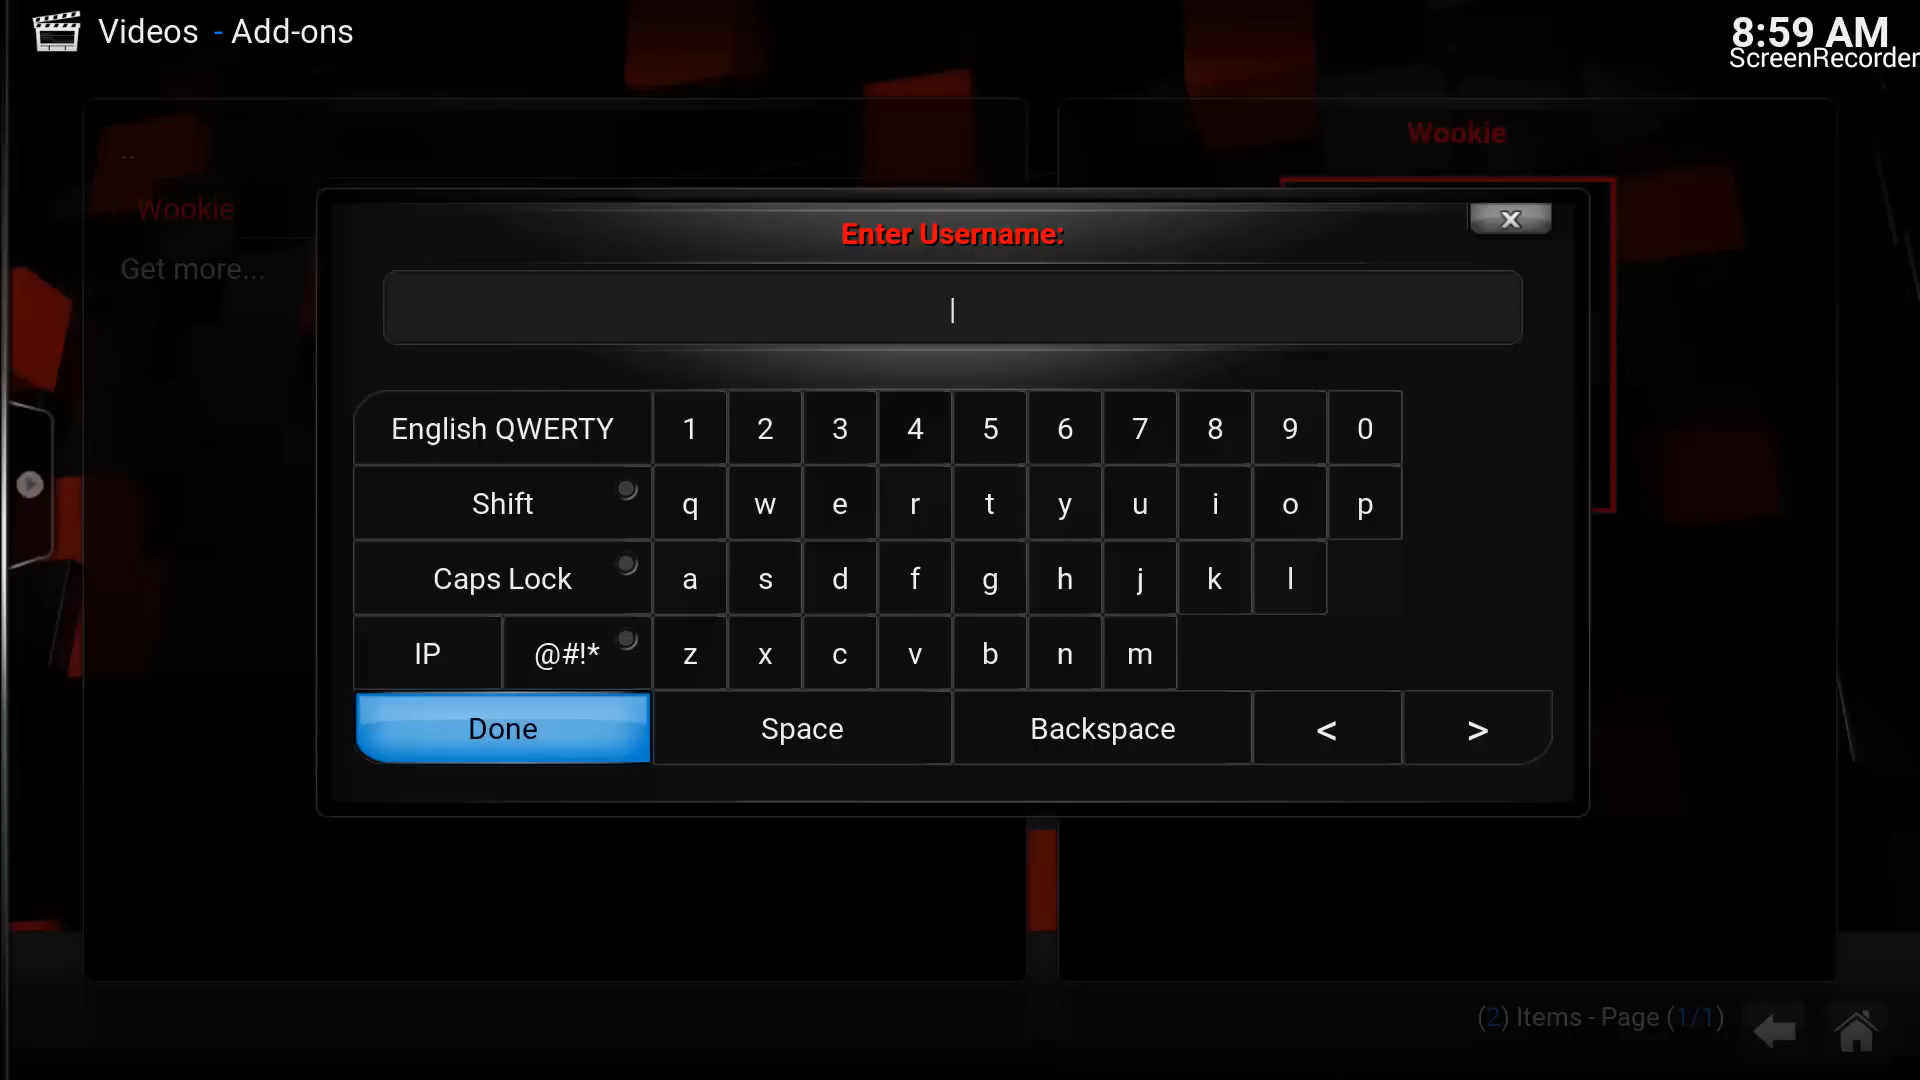 Videos - Add-ons
8:59 AM
ScreenRecorder
..
Wookie
Wookie
Get more...
Enter Username:
x
English QWERTY 1 2 3 4 5 6 7 8 9 0
Shift q w e r t y u i o p
Caps Lock a s d f g h j k l
IP @#!* z x c v b n m
Done Space Backspace < >
(2) Items - Page (1/1)